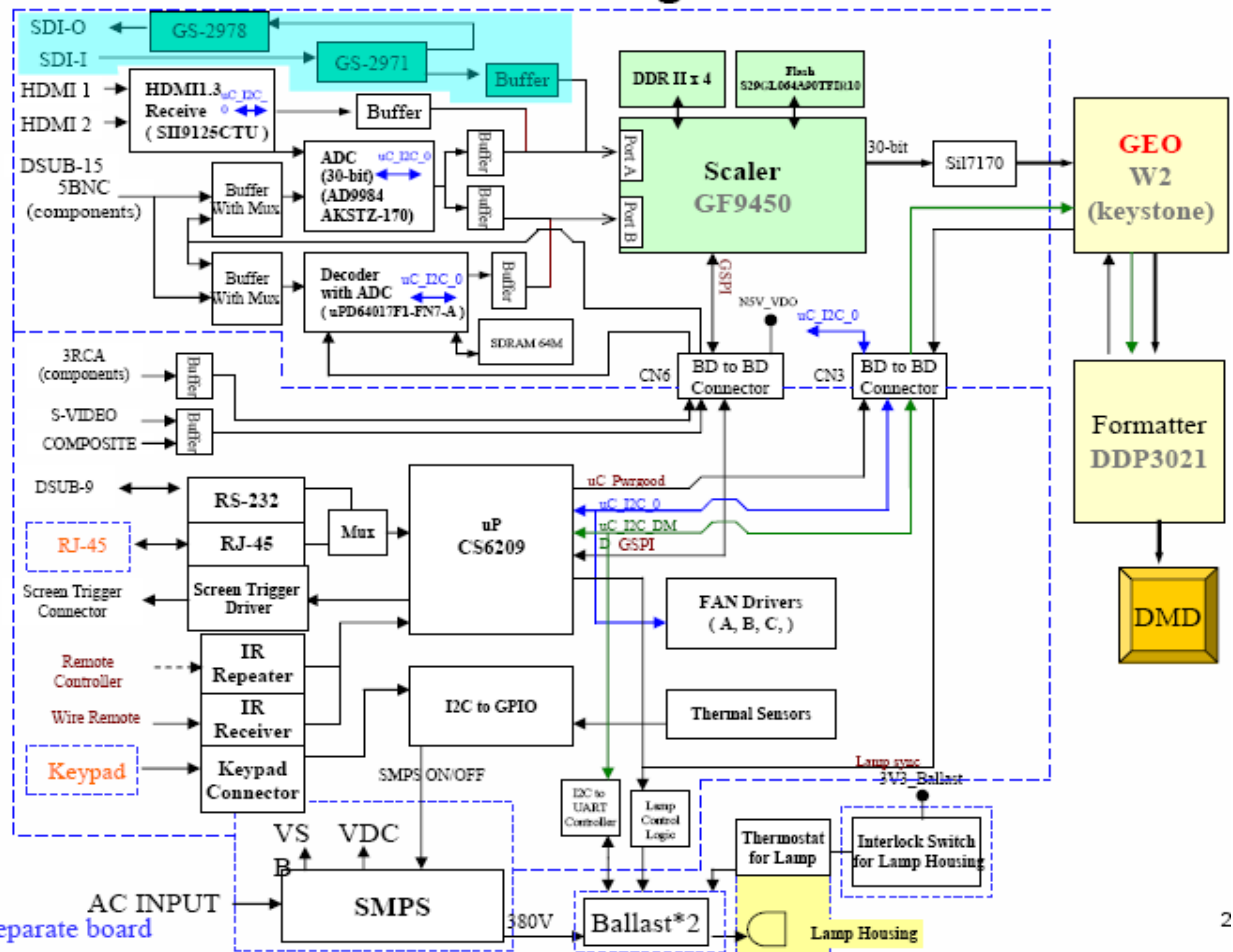 SDI-O
GS-2978
SDI-I
GS-2971
Buffer
HDMI 1
HDMI 2
HDMI1.3
Receive
( SII9125CTU )
uC_I2C_
0
Buffer
DDR II x 4
Flash
S29GL064A90TFIR10
DSUB-15
5BNC
(components)
Buffer
With Mux
ADC
(30-bit)
(AD9984
AKSTZ-170)
uC_I2C_0
Buffer
Buffer
Port A
Port B
Scaler
GF9450
30-bit
Sil7170
GEO
W2
(keystone)
Buffer
With Mux
Decoder
with ADC
( uPD64017F1-FN7-A )
uC_I2C_0
Buffer
SDRAM 64M
GSPI
N5V_VDO
uC_I2C_0
3RCA
(components)
Buffer
CN6
BD to BD
Connector
CN3
BD to BD
Connector
S-VIDEO
COMPOSITE
Buffer
Formatter
DDP3021
DSUB-9
RS-232
Mux
uP
CS6209
uC_Pwrgood
uC_I2C_0
uC_I2C_DM
D
GSPI
RJ-45
RJ-45
Screen Trigger
Connector
Screen Trigger
Driver
FAN Drivers
( A, B, C, )
DMD
Remote
Controller
IR
Repeater
Wire Remote
IR
Receiver
I2C to GPIO
Thermal Sensors
Keypad
Keypad
Connector
SMPS ON/OFF
Lamp sync
3V3_Ballast
I2C to
UART
Controller
Lamp
Control
Logic
VS
B
VDC
Thermostat
for Lamp
Interlock Switch
for Lamp Housing
AC INPUT
SMPS
380V
Ballast*2
Lamp Housing
eparate board
2